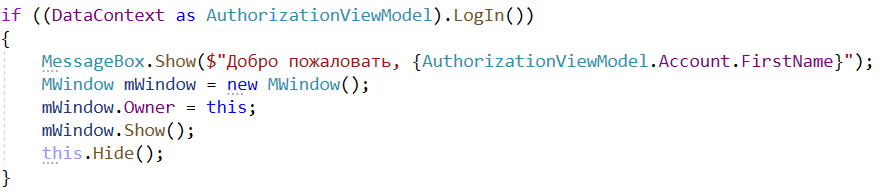 if ((DataContext as AuthorizationViewModel).LogIn())
{
    MessageBox.Show($"Добро пожаловать, {AuthorizationViewModel.Account.FirstName}");
    MWindow mWindow = new MWindow();
    mWindow.Owner = this;
    mWindow.Show();
    this.Hide();
}